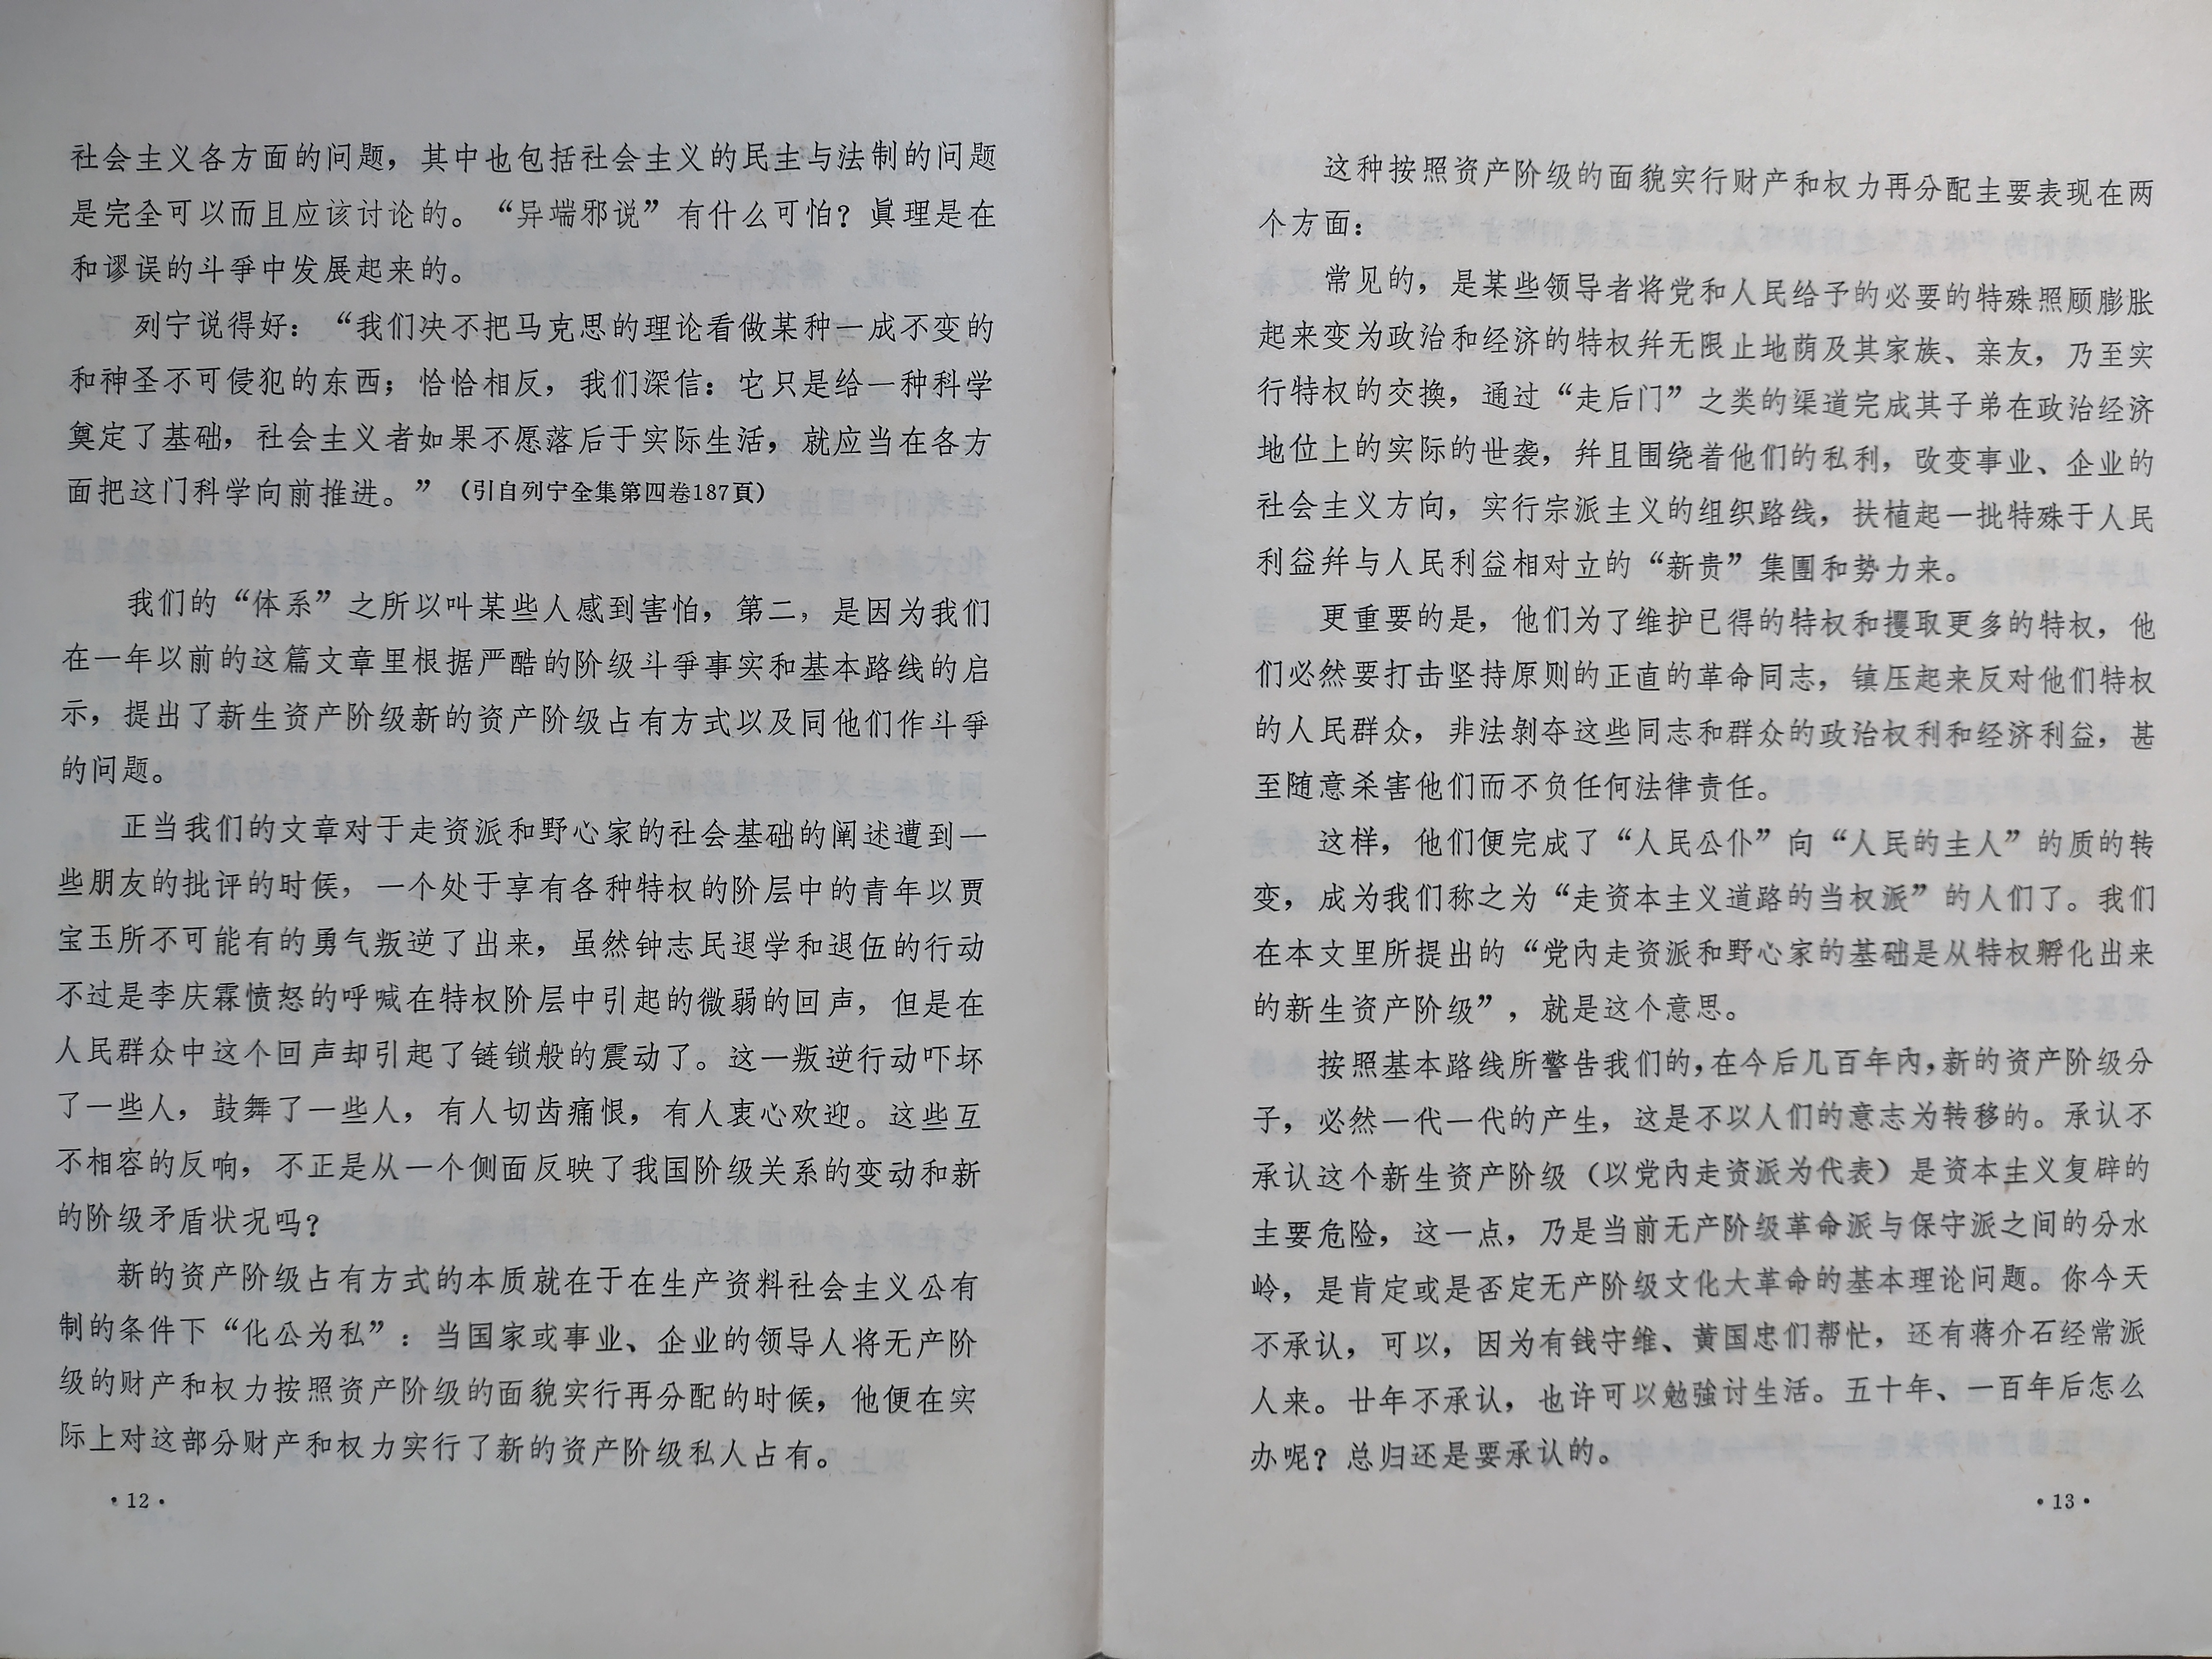 社会主义各方面的问题，其中也包括社会主义的民主与法制的问题
是完全可以而且应该讨论的。“异端邪说”有什么可怕？眞理是在
和谬误的斗爭中发展起来的。
列宁说得好：“我们决不把马克思的理论看做某种一成不变的
和神圣不可侵犯的东西；恰恰相反，我们深信：它只是给一种科学
奠定了基础，社会主义者如果不愿落后于实际生活，就应当在各方
面把这门科学向前推进。”（引自列宁全集第四卷187頁）
我们的“体系”之所以叫某些人感到害怕，第二，是因为我们
在一年以前的这篇文章里根据严酷的阶级斗爭事实和基本路线的启
示，提出了新生资产阶级新的资产阶级占有方式以及同他们作斗爭
的问题。
正当我们的文章对于走资派和野心家的社会基础的阐述遭到一
些朋友的批评的时候，一个处于享有各种特权的阶层中的青年以贾
宝玉所不可能有的勇气叛逆了出来，虽然钟志民退学和退伍的行动
不过是李庆霖愤怒的呼喊在特权阶层中引起的微弱的回声，但是在
人民群众中这个回声却引起了链锁般的震动了。这一叛逆行动吓坏
了一些人，鼓舞了一些人，有人切齿痛恨，有人衷心欢迎。这些互
不相容的反响，不正是从一个侧面反映了我国阶级关系的变动和新
的阶级矛盾状况吗？
新的资产阶级占有方式的本质就在于在生产资料社会主义公有
制的条件下“化公为私”：当国家或事业、企业的领导人将无产阶
级的财产和权力按照资产阶级的面貌实行再分配的时候，他便在实
际上对这部分财产和权力实行了新的资产阶级私人占有。
·12·
这种按照资产阶级的面貌实行财产和权力再分配主要表现在两
个方面：
常见的，是某些领导者将党和人民给予的必要的特殊照顾膨胀
起来变为政治和经济的特权幷无限止地荫及其家族、亲友，乃至实
行特权的交換，通过“走后门”之类的渠道完成其子弟在政治经济
地位上的实际的世袭，幷且围绕着他们的私利，改变事业、企业的
社会主义方向，实行宗派主义的组织路线，扶植起一批特殊于人民
利益幷与人民利益相对立的“新贵”集團和势力来。
更重要的是，他们为了维护已得的特权和攫取更多的特权，他
们必然要打击坚持原则的正直的革命同志，镇压起来反对他们特权
的人民群众，非法剥夺这些同志和群众的政治权利和经济利益，甚
至随意杀害他们而不负任何法律责任。
这样，他们便完成了“人民公仆”向“人民的主人”的质的转
变，成为我们称之为“走资本主义道路的当权派”的人们了。我们
在本文里所提出的“党內走资派和野心家的基础是从特权孵化出来
的新生资产阶级”，就是这个意思。
按照基本路线所警告我们的，在今后几百年內，新的资产阶级分
子，必然一代一代的产生，这是不以人们的意志为转移的。承认不
承认这个新生资产阶级（以党內走资派为代表）是资本主义复辟的
主要危险，这一点，乃是当前无产阶级革命派与保守派之间的分水
岭，是肯定或是否定无产阶级文化大革命的基本理论问题。你今天
不承认，可以，因为有钱守维、黄国忠们帮忙，还有蒋介石经常派
人来。廿年不承认，也许可以勉強讨生活。五十年、一百年后怎么
办呢？总归还是要承认的。
·13·